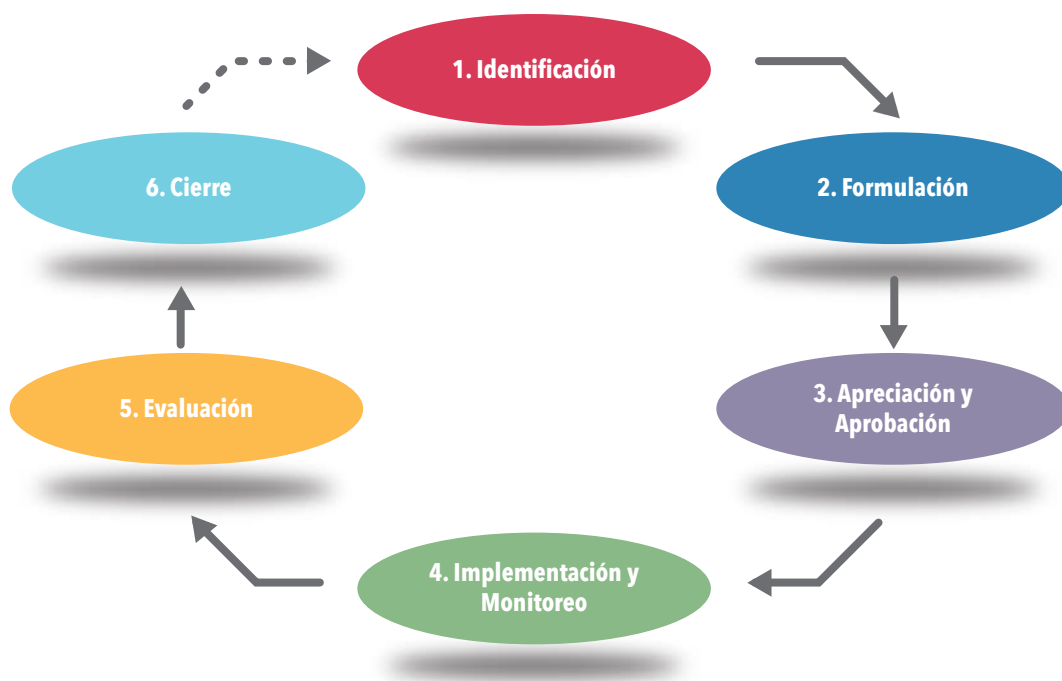 1. Identificación
2. Formulación
3. Apreciación y
Aprobación
4. Implementación y
Monitoreo
5. Evaluación
6. Cierre